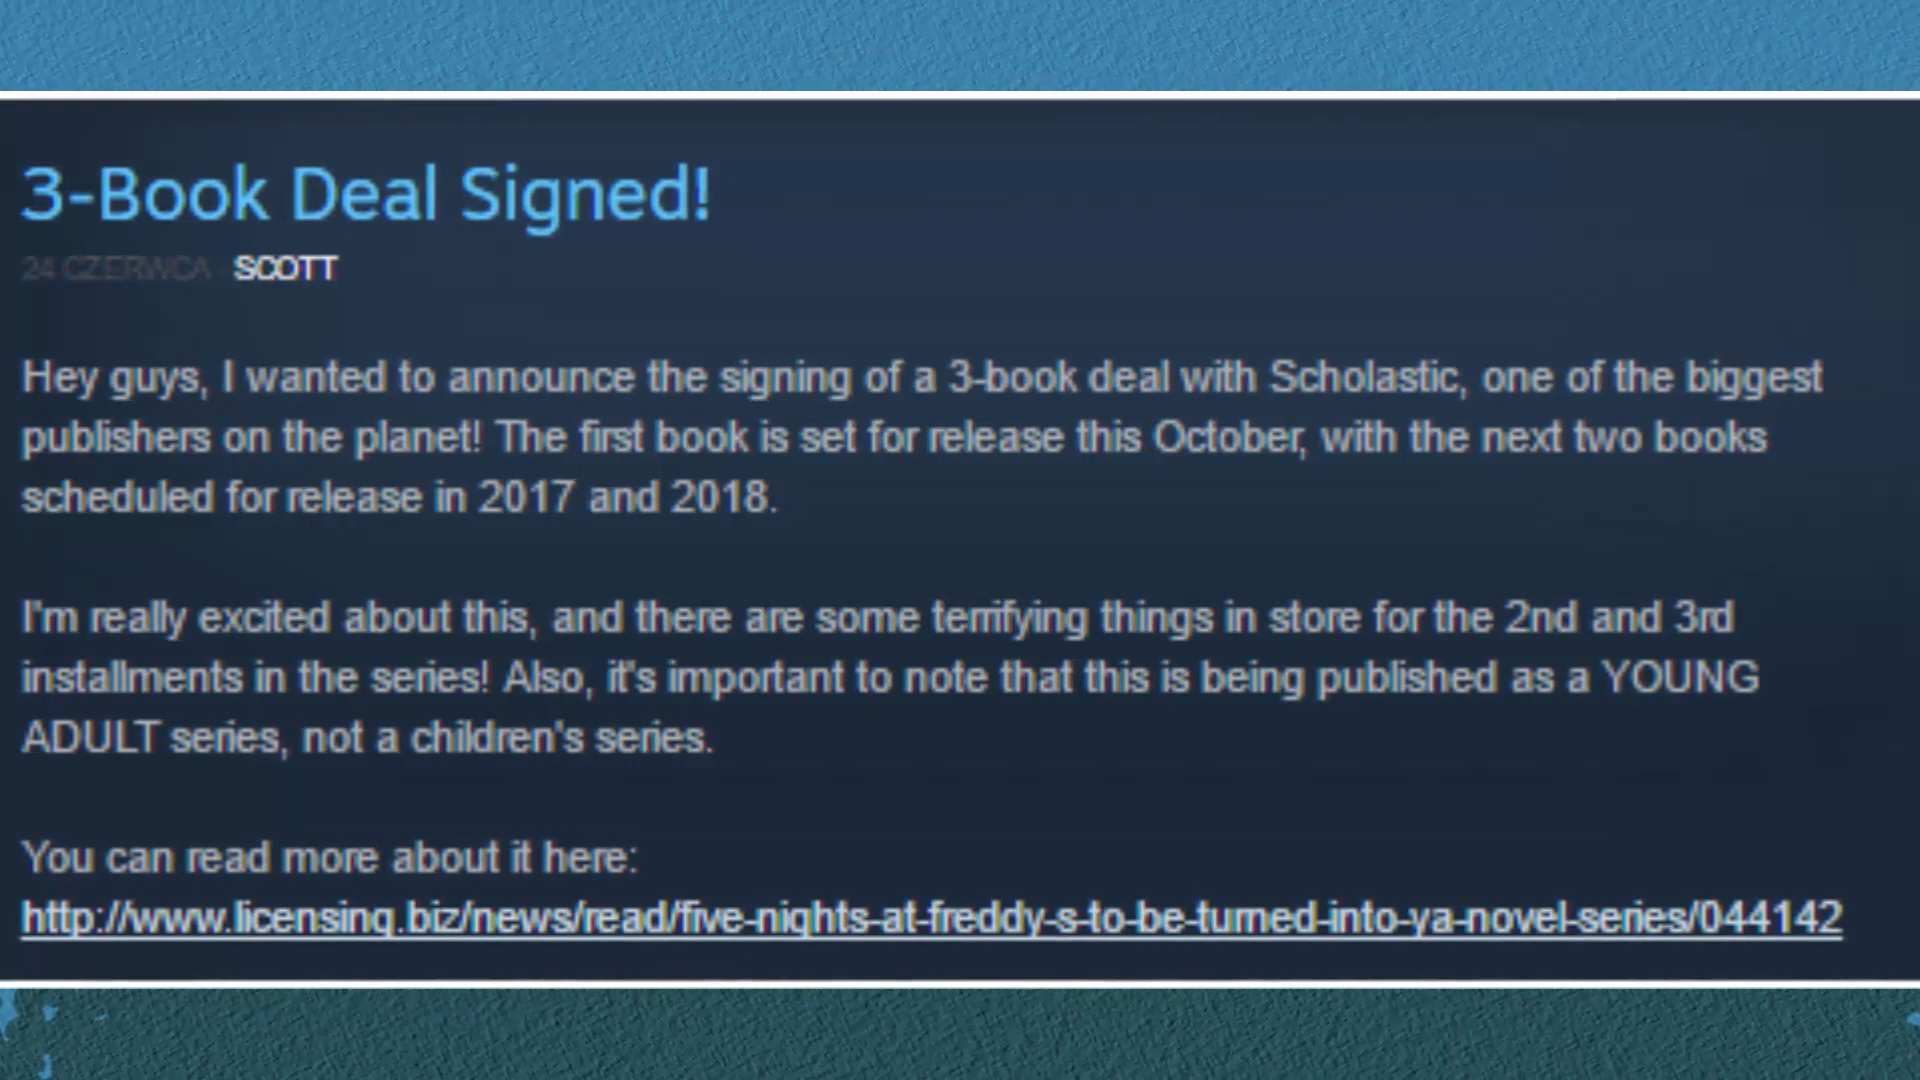 3-Book Deal Signed!
24 CZERWCA SCOTT
Hey guys, I wanted to announce the signing of a 3-book deal with Scholastic, one of the biggest
publishers on the planet! The first book is set for release this October, with the next two books
scheduled for release in 2017 and 2018.
I'm really excited about this, and there are some terrifying things in store for the 2nd and 3rd
installments in the series! Also, it's important to note that this is being published as a YOUNG
ADULT series, not a children's series.
You can read more about it here:
http://www.licensing.biz/news/read/five-nights-at-freddy-s-to-be-turned-into-ya-novel-series/044142